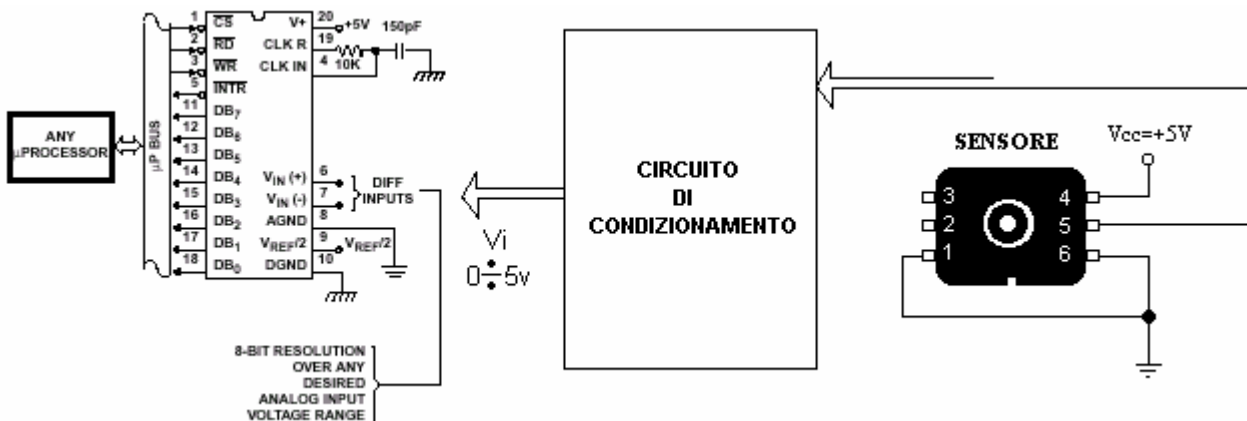 1 CS V+ 20 +5V 150pF
2 RD CLK R 19 10K
3 WR CLK IN 4
5 INTR
11 DB7
12 DB6
13 DB5
14 DB4 VIN (+) 6
15 DB3 VIN (-) 7
16 DB2 AGND 8
17 DB1 VREF/2 9 VREF/2
18 DB0 DGND 10
ANY
µPROCESSOR
µP BUS
DIFF
INPUTS
8-BIT RESOLUTION
OVER ANY
DESIRED
ANALOG INPUT
VOLTAGE RANGE
Vi
0÷5v
CIRCUITO
DI
CONDIZIONAMENTO
SENSORE
Vcc=+5V
3 4
2 5
1 6